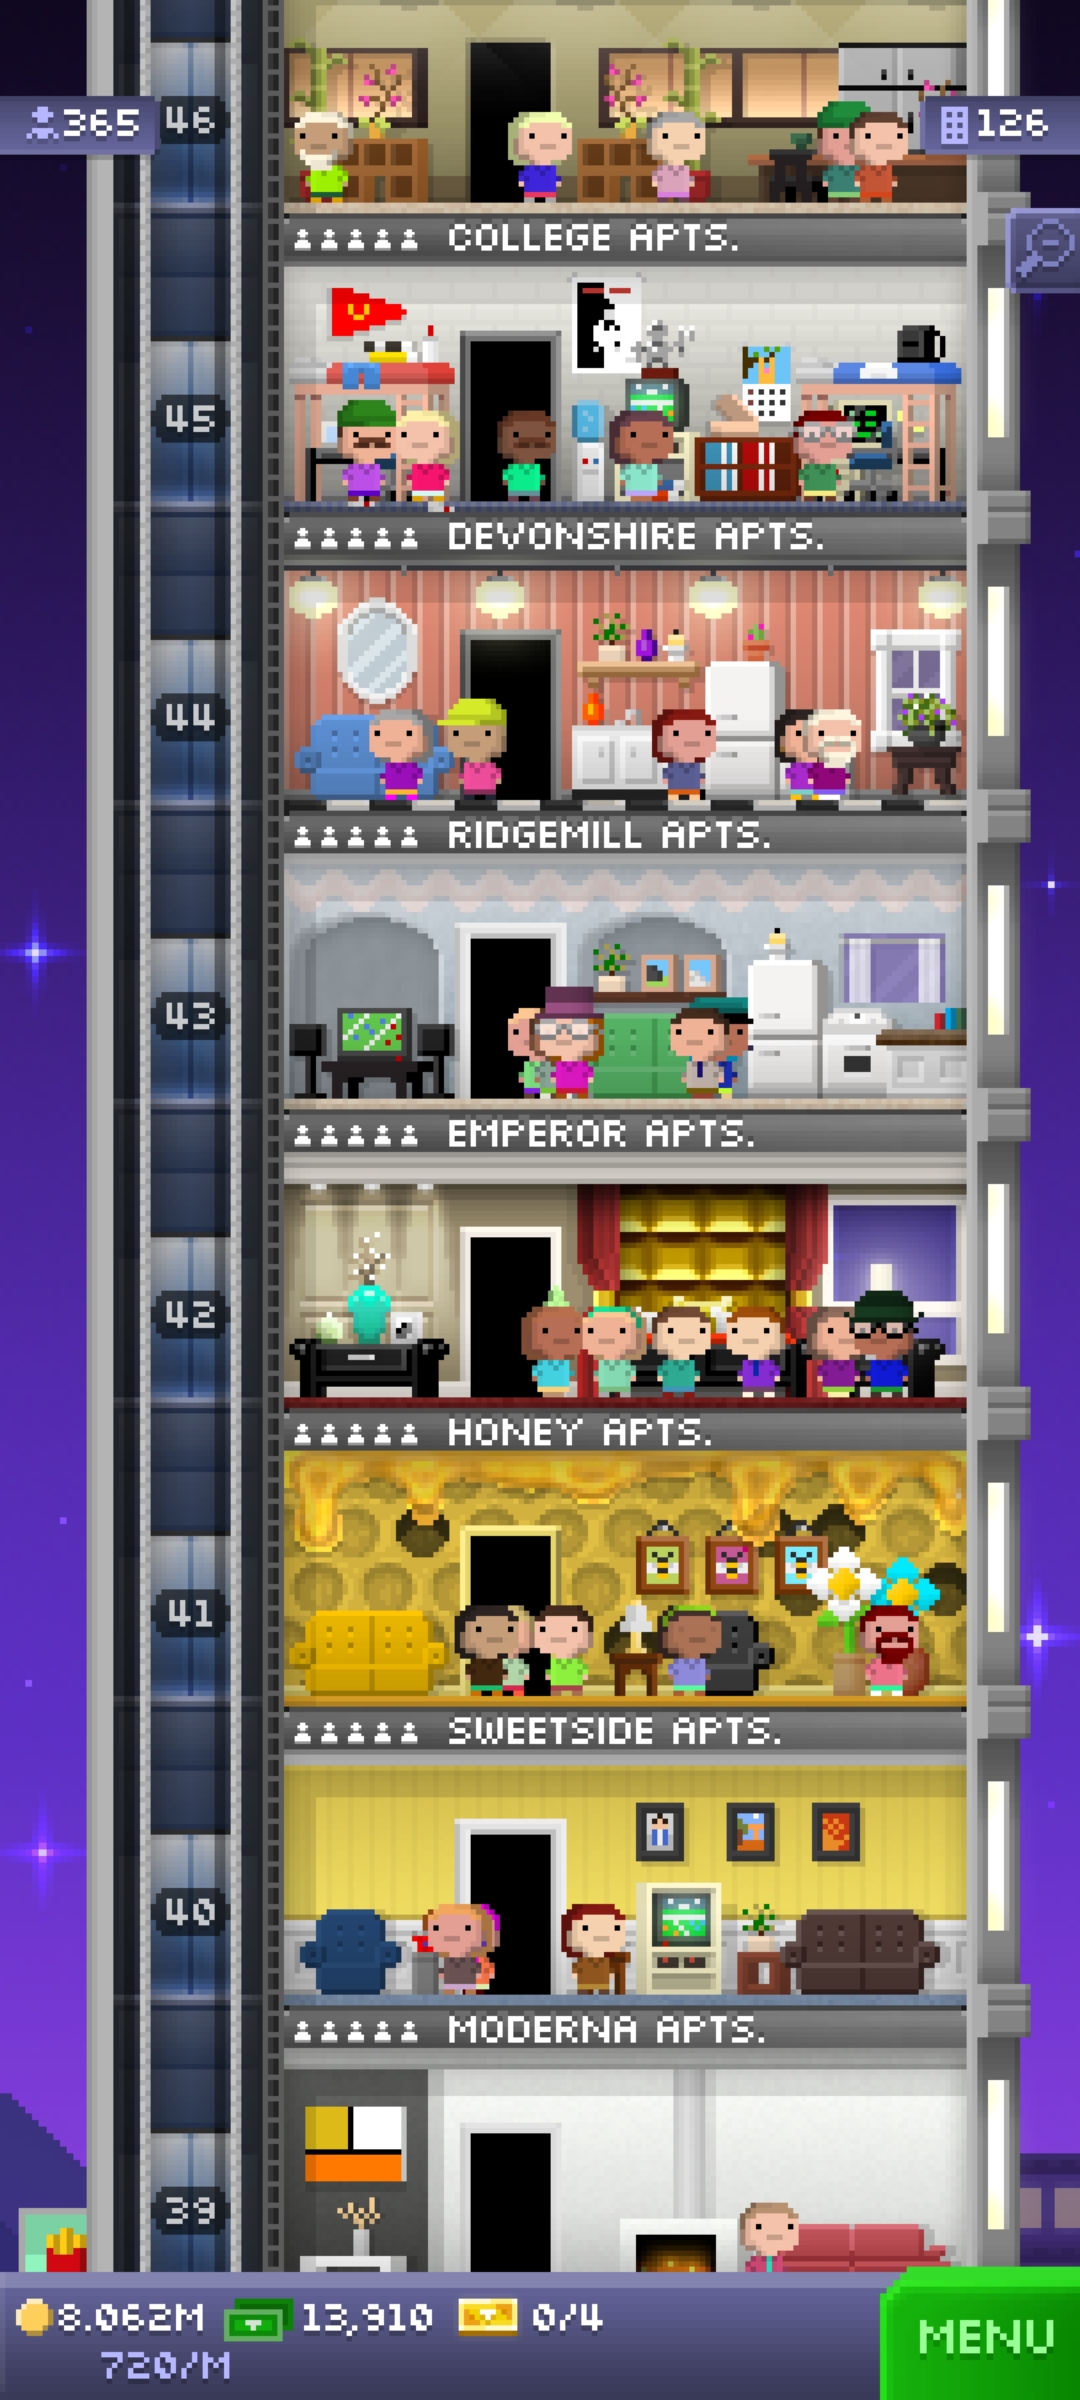 365
46
126
COLLEGE APTS.
45
DEVONSHIRE APTS.
44
RIDGEMILL APTS.
43
EMPEROR APTS.
42
HONEY APTS.
41
SWEETSIDE APTS.
40
MODERNA APTS.
39
8.062M 13,910 0/4
720/M
MENU